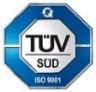 Q
TÜV
SÜD
ISO 9001